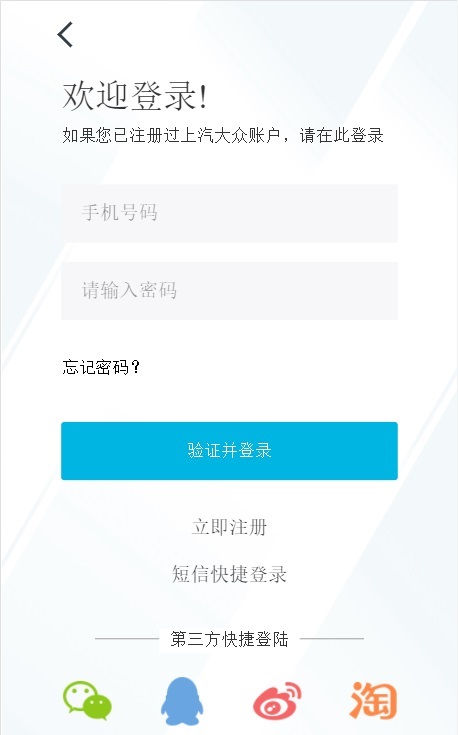 欢迎登录!
如果您已注册过上汽大众账户，请在此登录
手机号码
请输入密码
忘记密码？
验证并登录
立即注册
短信快捷登录
第三方快捷登陆
淘